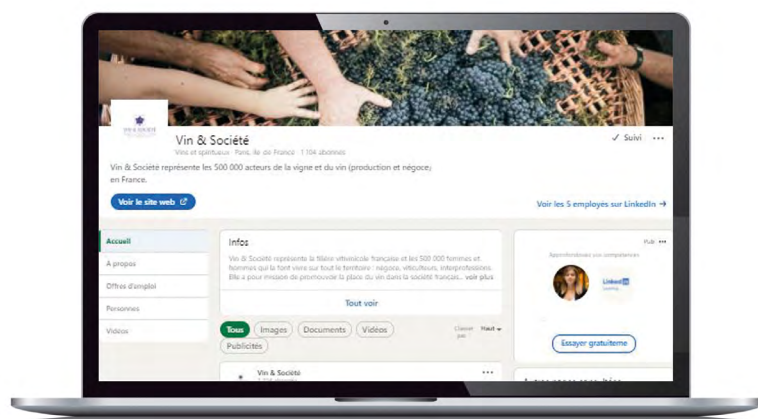 VIN & SOCIÉTÉ
Vin & Société
Vins et spiritueux · Paris, Île-de-France · 1 104 abonnés
✓ Suivi ...
Vin & Société représente les 500 000 acteurs de la vigne et du vin (production et négoce)
en France.
Voir le site web
Voir les 5 employés sur LinkedIn →
Accueil
À propos
Offres d'emploi
Personnes
Vidéos
Infos
Vin & Société représente la filière vitivinicole française et les 500 000 femmes et
hommes qui la font vivre sur tout le territoire : négoce, viticulteurs, interprofessions.
Elle a pour mission de promouvoir la place du vin dans la société français... voir plus
Tout voir
Tous
Images
Documents
Vidéos
Publicités
Classer
par :
Haut
Vin & Société
...
Pub ...
Approfondissez vos compétences
LinkedIn
Learning
Essayer gratuiteme